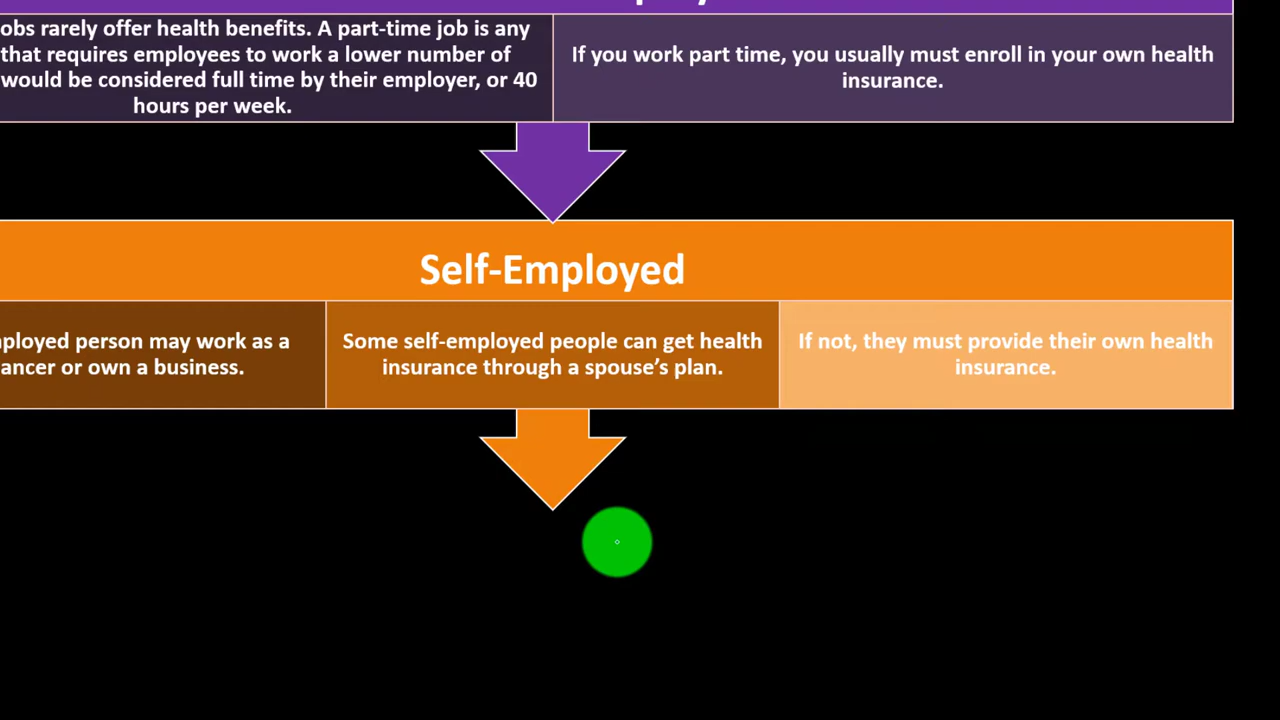 obs rarely offer health benefits. A part-time job is any
that requires employees to work a lower number of
would be considered full time by their employer, or 40
hours per week.
If you work part time, you usually must enroll in your own health
insurance.
Self-Employed
ployed person may work as a
ancer or own a business.
Some self-employed people can get health
insurance through a spouse’s plan.
If not, they must provide their own health
insurance.